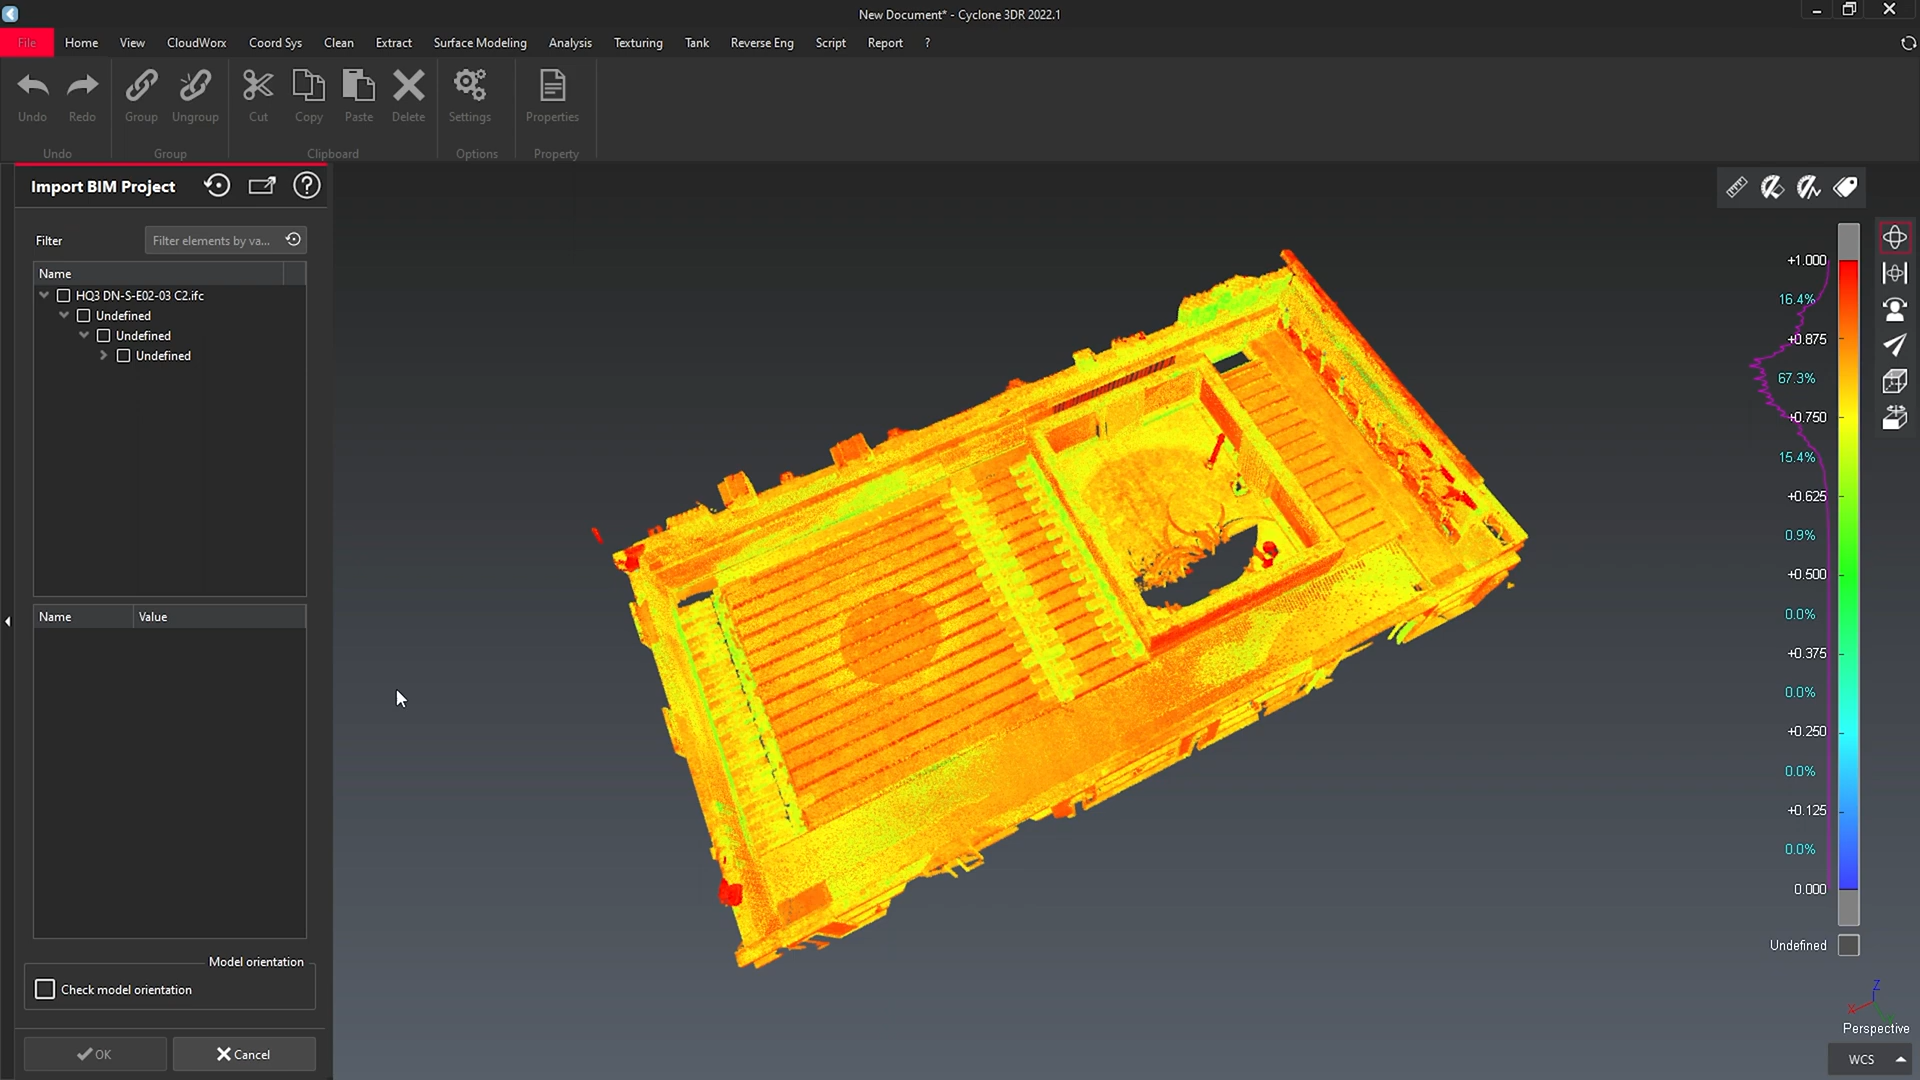 New Document* - Cyclone 3DR 2022.1
File Home View CloudWorx Coord Sys Clean Extract Surface Modeling Analysis Texturing Tank Reverse Eng Script Report ?
Undo Redo Group Ungroup Cut Copy Paste Delete Settings Properties
Undo Group Clipboard Options Property
Import BIM Project
Filter Filter elements by va...
Name
HQ3 DN-S-E02-03 C2.ifc
Undefined
Undefined
Undefined
Name Value
Model orientation
Check model orientation
OK Cancel
+1.000
16.4%
+0.875
67.3%
+0.750
15.4%
+0.625
0.9%
+0.500
0.0%
+0.375
0.0%
+0.250
0.0%
+0.125
0.0%
0.000
Undefined
Z
X
Perspective
WCS